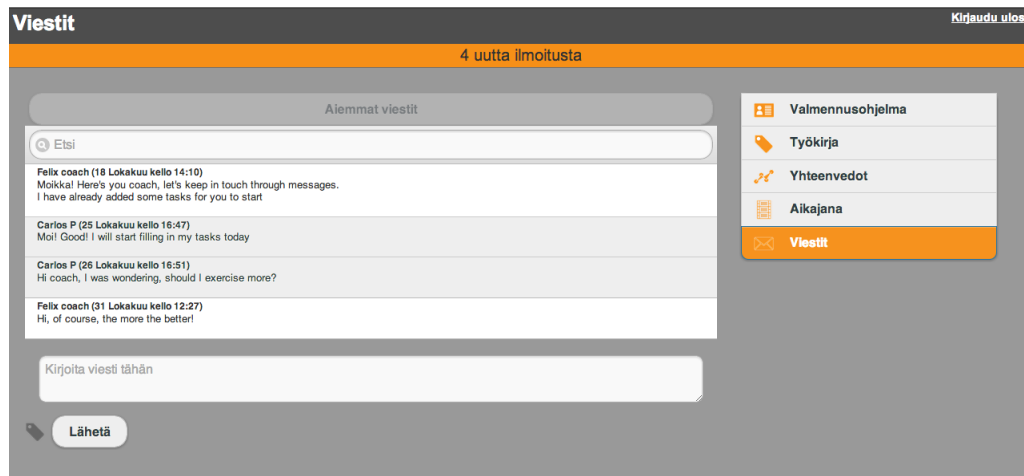 Viestit
Kirjaudu ulos
4 uutta ilmoitusta
Aiemmat viestit
Etsi
Felix coach (18 Lokakuu kello 14:10)
Moikka! Here's you coach, let's keep in touch through messages.
I have already added some tasks for you to start
Carlos P (25 Lokakuu kello 16:47)
Moi! Good! I will start filling in my tasks today
Carlos P (26 Lokakuu kello 16:51)
Hi coach, I was wondering, should I exercise more?
Felix coach (31 Lokakuu kello 12:27)
Hi, of course, the more the better!
Kirjoita viesti tähän
Lähetä
Valmennusohjelma
Työkirja
Yhteenvedot
Aikajana
Viestit